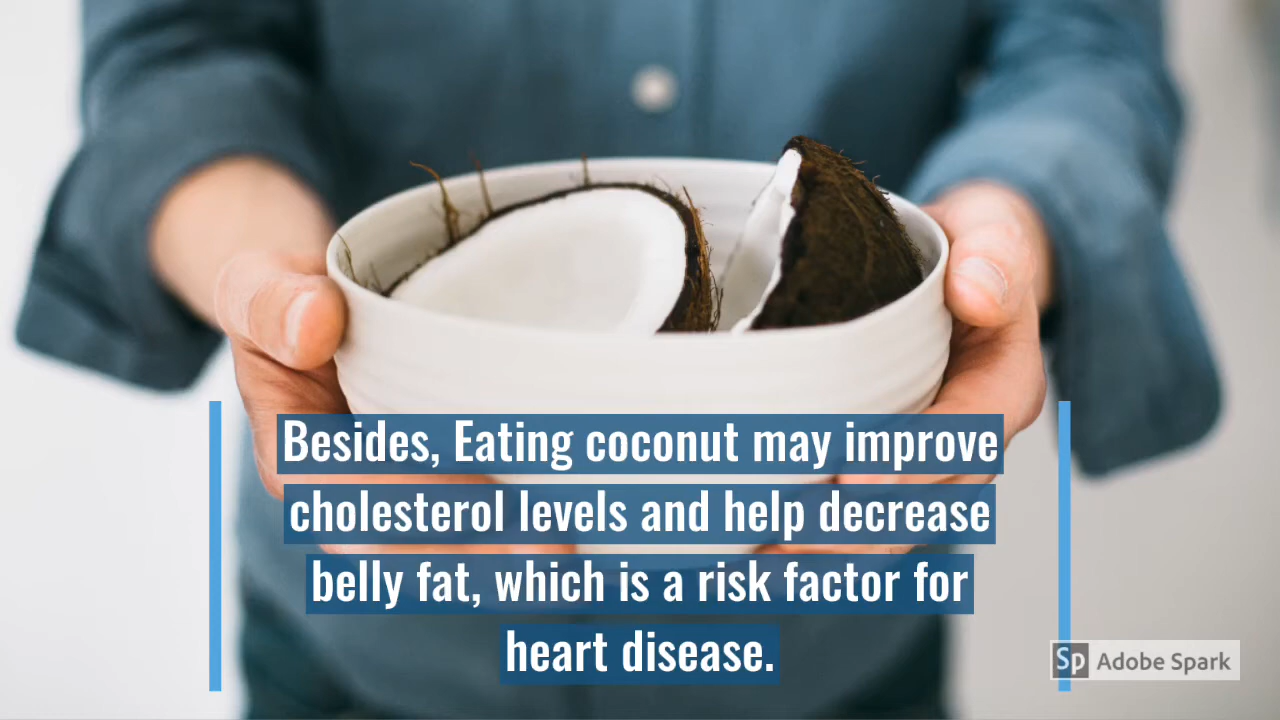 Besides, Eating coconut may improve
cholesterol levels and help decrease
belly fat, which is a risk factor for
heart disease.
Sp Adobe Spark